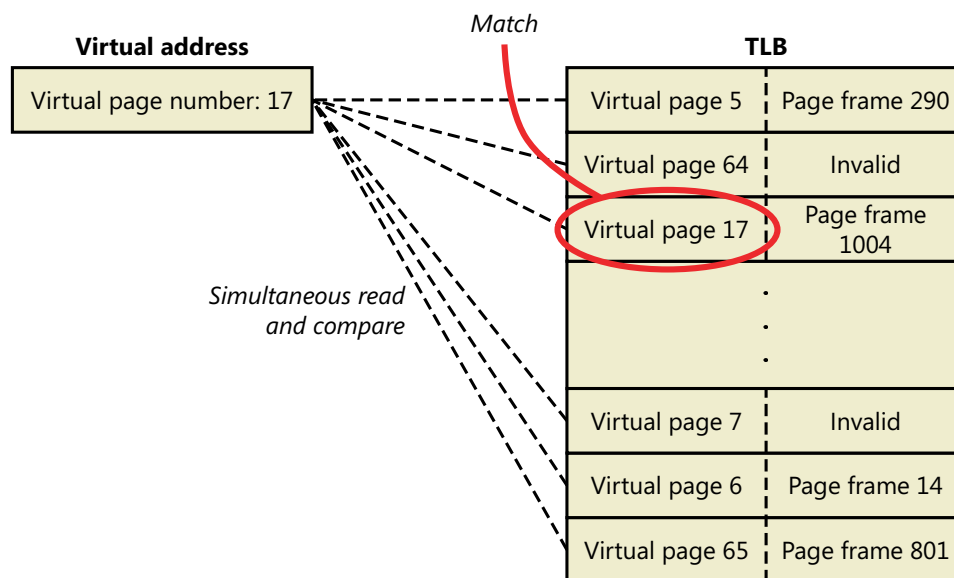 Match
Virtual address
TLB
Virtual page number: 17
Virtual page 5
Page frame 290
Virtual page 64
Invalid
Virtual page 17
Page frame
1004
Simultaneous read
and compare
.
.
.
Virtual page 7
Invalid
Virtual page 6
Page frame 14
Virtual page 65
Page frame 801